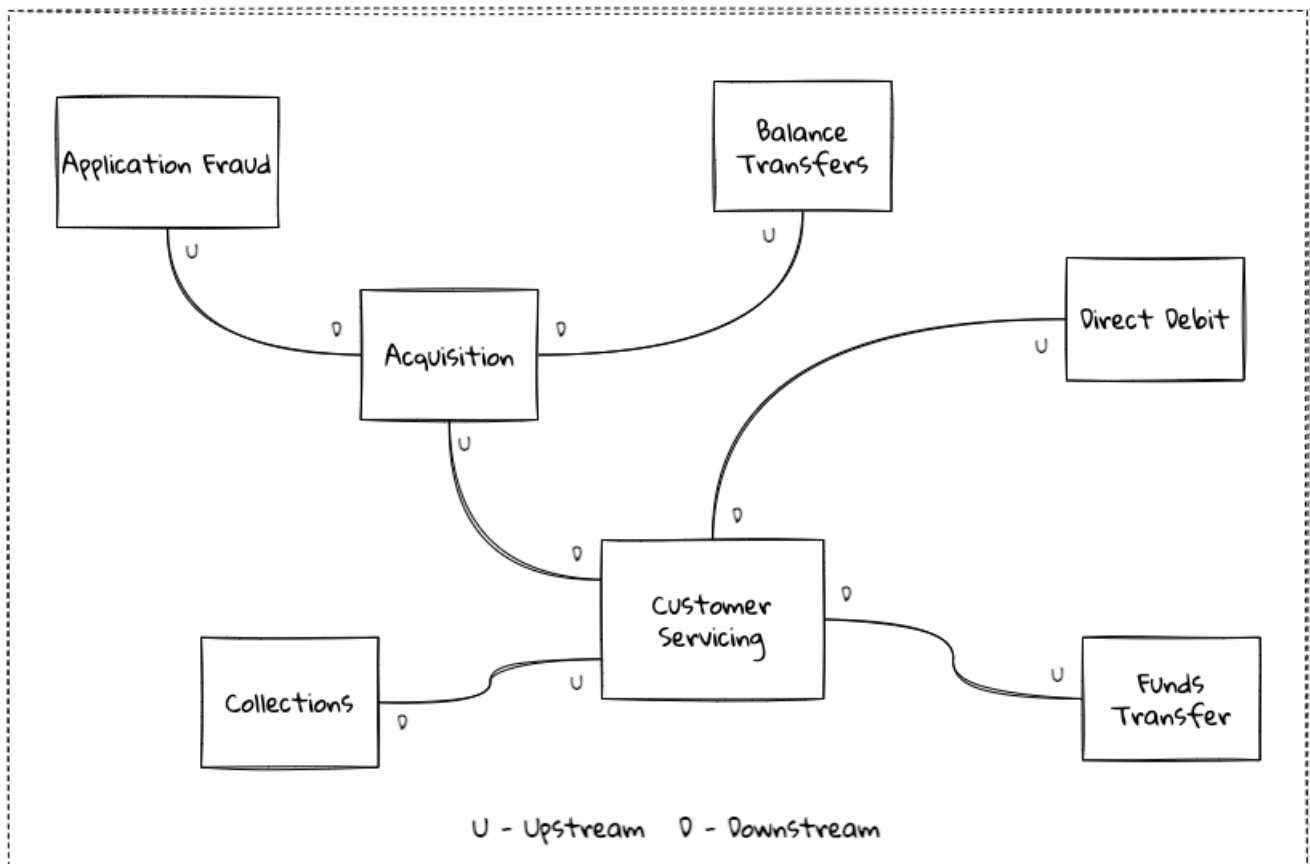 Application Fraud
U
D
Balance
Transfers
U
D
Acquisition
U
D
Direct Debit
U
D
Customer
Servicing
D
U
Funds
Transfer
U
D
Collections
U - Upstream D - Downstream